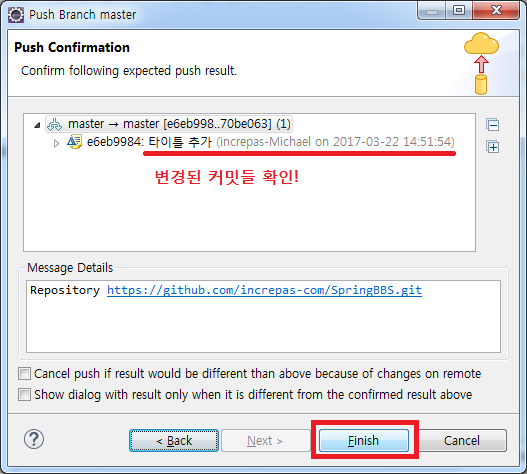 Push Branch master
Push Confirmation
Confirm following expected push result.
master → master [e6eb998..70be063] (1)
e6eb9984: 타이틀 추가 (increpas-Michael on 2017-03-22 14:51:54)
변경된 커밋들 확인!
Message Details
Repository https://github.com/increpas-com/SpringBBS.git
Cancel push if result would be different than above because of changes on remote
Show dialog with result only when it is different from the confirmed result above
?
< Back
Next >
Finish
Cancel